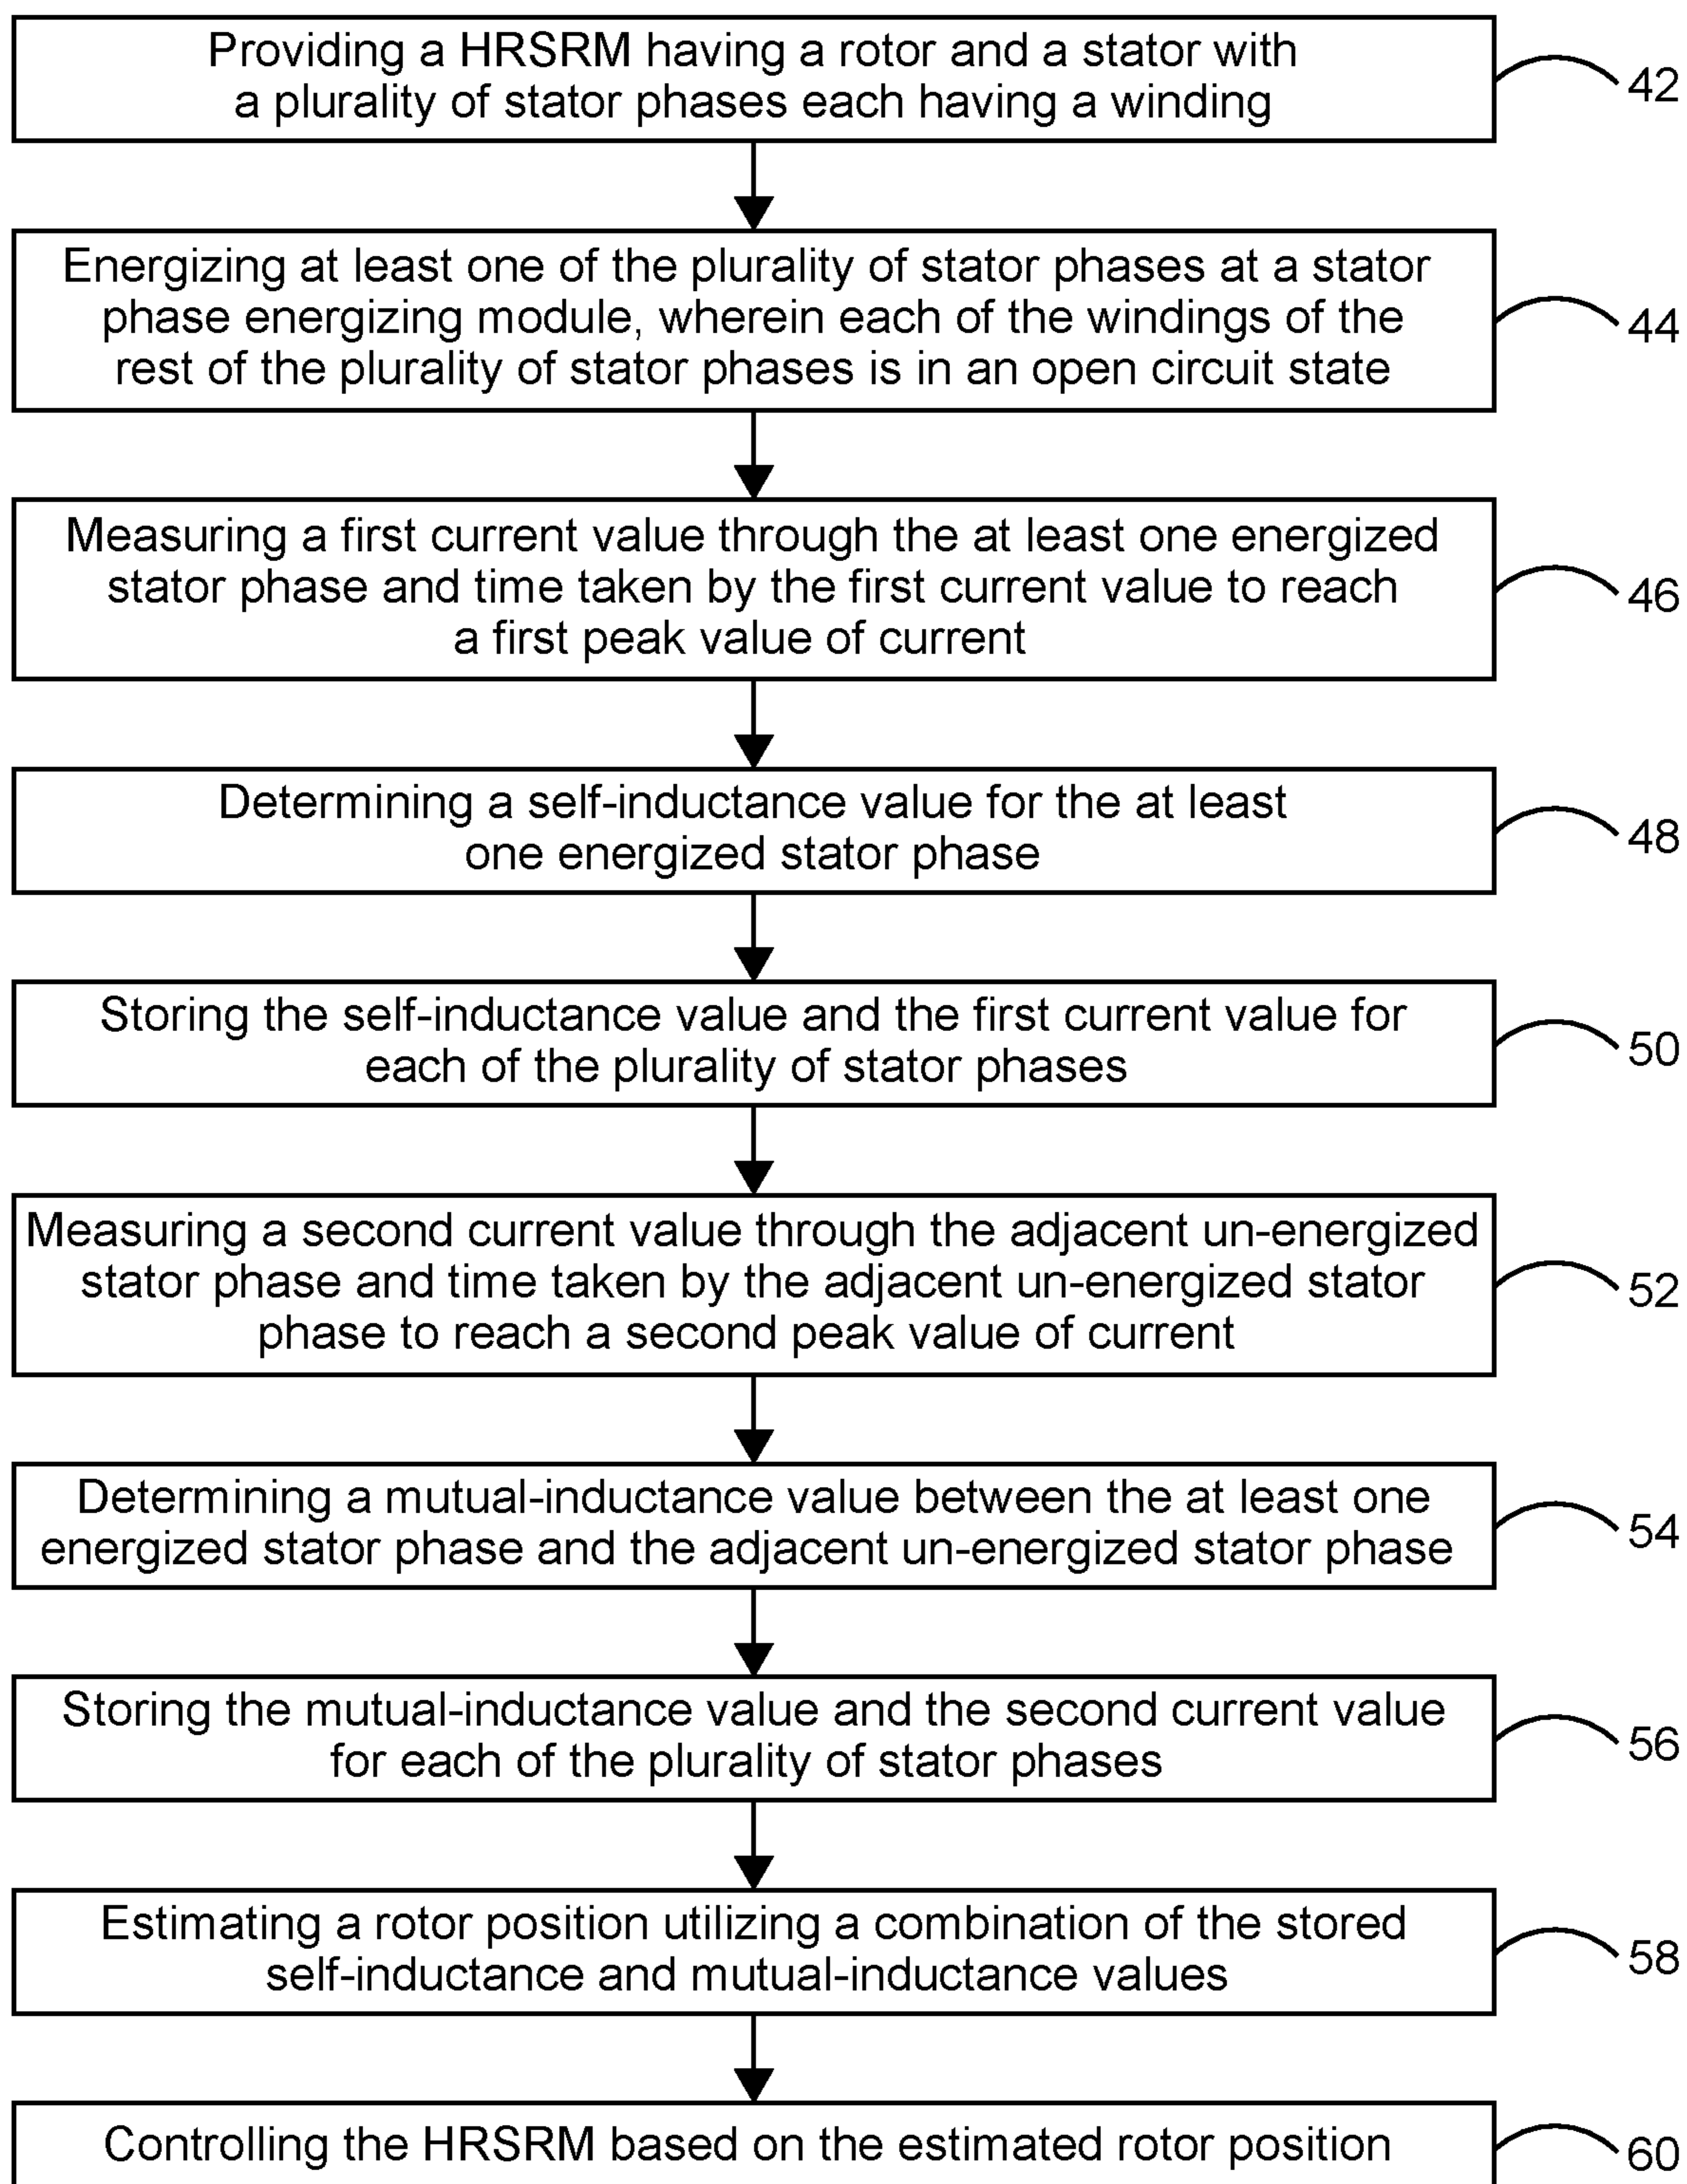 Providing a HRSRM having a rotor and a stator with
a plurality of stator phases each having a winding
42
Energizing at least one of the plurality of stator phases at a stator
phase energizing module, wherein each of the windings of the
rest of the plurality of stator phases is in an open circuit state
44
Measuring a first current value through the at least one energized
stator phase and time taken by the first current value to reach
a first peak value of current
46
Determining a self-inductance value for the at least
one energized stator phase
48
Storing the self-inductance value and the first current value for
each of the plurality of stator phases
50
Measuring a second current value through the adjacent un-energized
stator phase and time taken by the adjacent un-energized stator
phase to reach a second peak value of current
52
Determining a mutual-inductance value between the at least one
energized stator phase and the adjacent un-energized stator phase
54
Storing the mutual-inductance value and the second current value
for each of the plurality of stator phases
56
Estimating a rotor position utilizing a combination of the stored
self-inductance and mutual-inductance values
58
Controlling the HRSRM based on the estimated rotor position
60